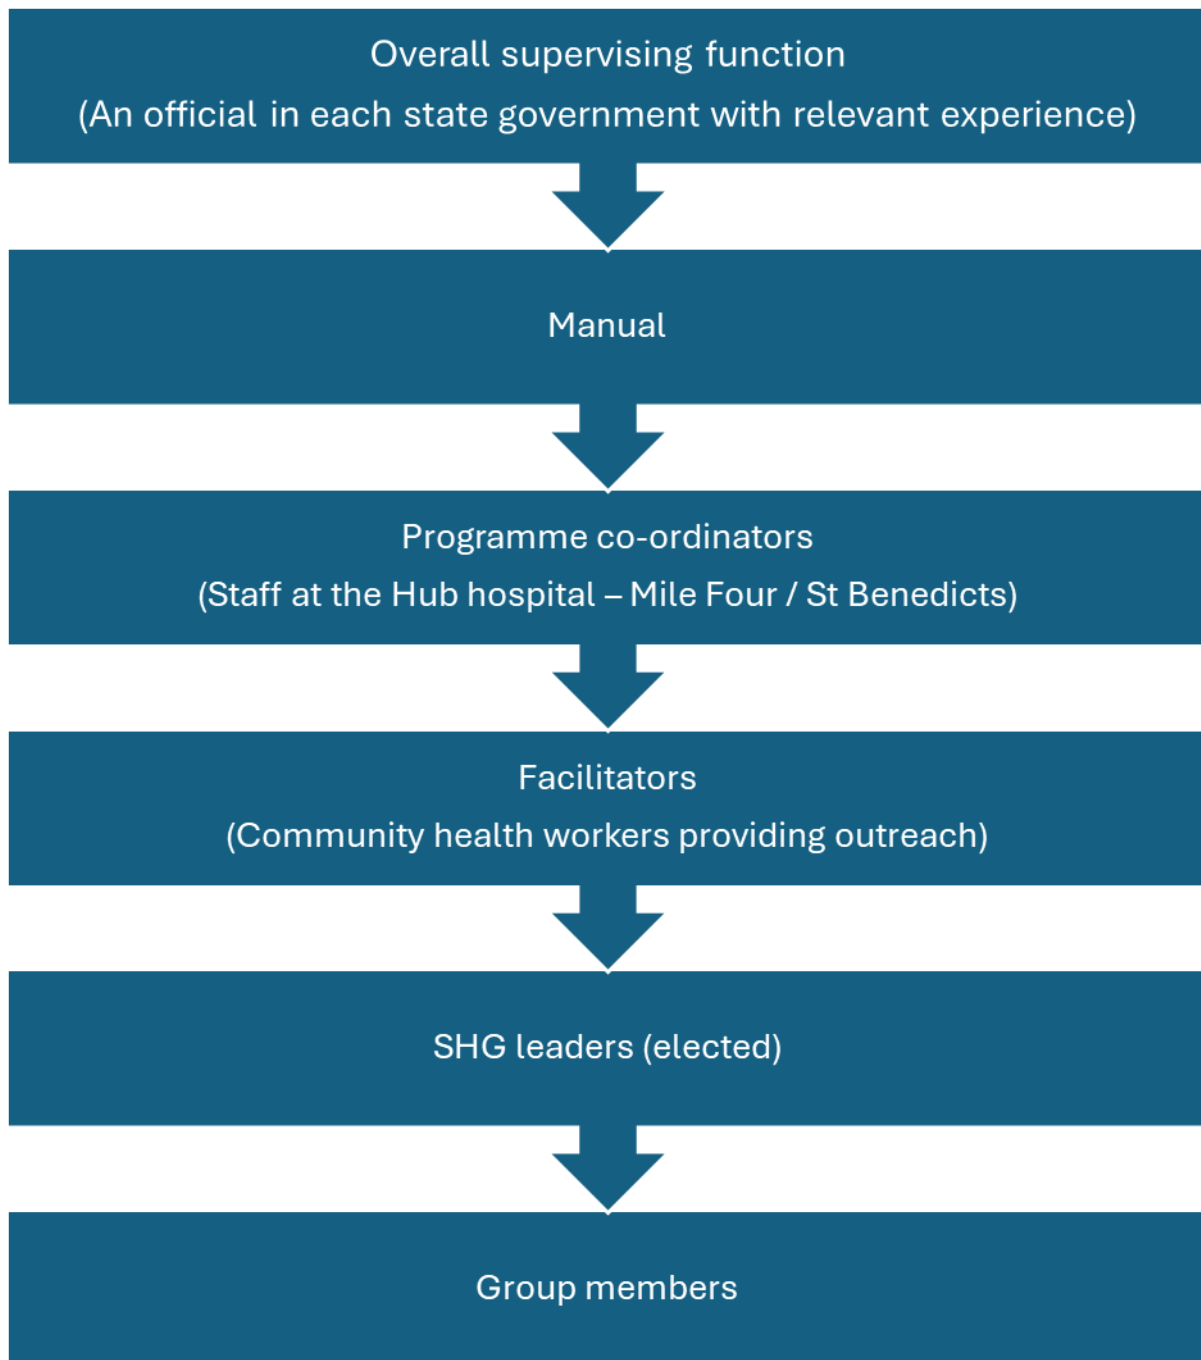 Overall supervising function
(An official in each state government with relevant experience)
Manual
Programme co-ordinators
(Staff at the Hub hospital – Mile Four / St Benedicts)
Facilitators
(Community health workers providing outreach)
SHG leaders (elected)
Group members